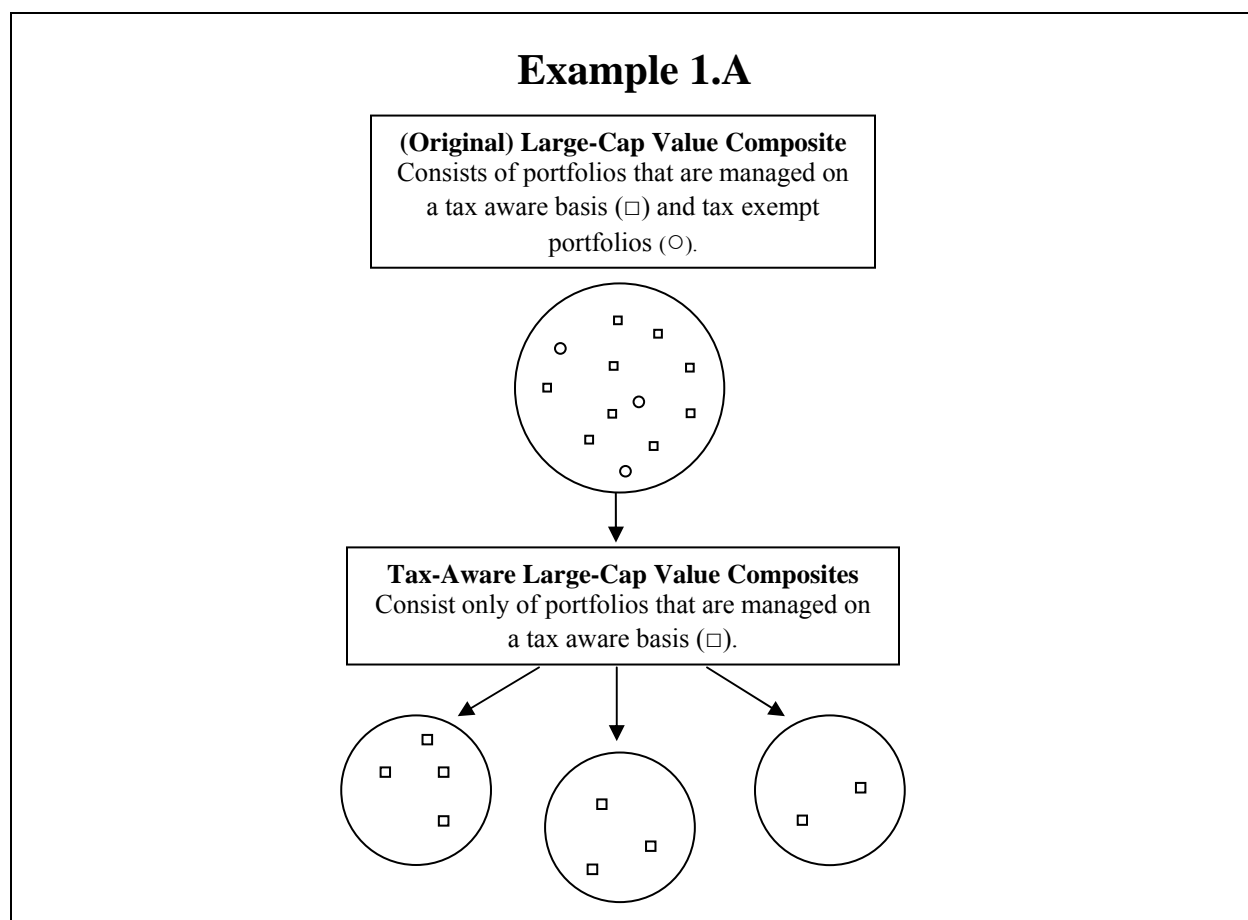 Example 1.A
(Original) Large-Cap Value Composite
Consists of portfolios that are managed on
a tax aware basis (□) and tax exempt
portfolios (○).
Tax-Aware Large-Cap Value Composites
Consist only of portfolios that are managed on
a tax aware basis (□).